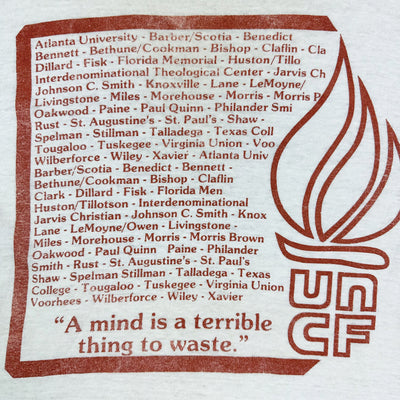 Atlanta University - Barber/Scotia - Benedict
Bennett - Bethune/Cookman - Bishop - Claflin - Cla
Dillard - Fisk - Florida Memorial - Huston/Tillo
Interdenominational Theological Center - Jarvis Ch
Johnson C. Smith - Knoxville - Lane - LeMoyne/
Livingstone - Miles - Morehouse - Morris - Morris P
Oakwood - Paine - Paul Quinn - Philander Smi
Rust - St. Augustine's - St. Paul's - Shaw -
Spelman - Stillman - Talladega - Texas Coll
Tougaloo - Tuskegee - Virginia Union - Voo
Wilberforce - Wiley - Xavier - Atlanta Univ
Barber/Scotia - Benedict - Bennett -
Bethune/Cookman - Bishop - Claflin
Clark - Dillard - Fisk - Florida Mem
Huston/Tillotson - Interdenominational
Jarvis Christian - Johnson C. Smith - Knox
Lane - LeMoyne/Owen - Livingstone -
Miles - Morehouse - Morris - Morris Brown
Oakwood - Paul Quinn Paine - Philander
Smith - Rust - St. Augustine's - St. Paul's
Shaw - Spelman Stillman - Talladega - Texas
College - Tougaloo - Tuskegee - Virginia Union
Voorhees - Wilberforce - Wiley - Xavier
"A mind is a terrible
thing to waste."
UN
CF